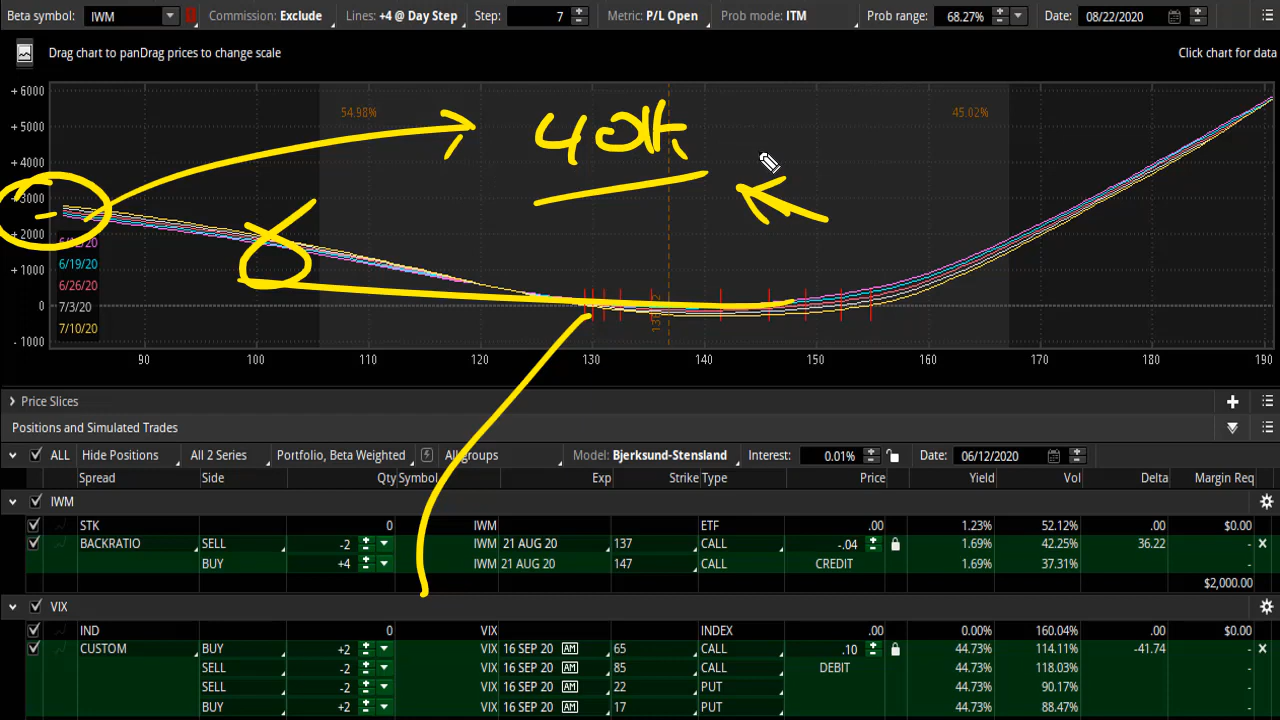 Beta symbol: IWM Commission: Exclude Lines: +4 @ Day Step Step: 7 Metric: P/L Open Prob mode: ITM Prob range: 68.27% Date: 08/22/2020
Drag chart to panDrag prices to change scale Click chart for data
+ 6000
54.98% 45.02%
+ 5000
40K
+ 4000
+3000
+ 2000
6/19/20
+ 1000
6/26/20
0
7/3/20
7/10/20
- 1000
90 100 110 120 130 140 150 160 170 180 190
Price Slices
Positions and Simulated Trades
ALL Hide Positions All 2 Series Portfolio, Beta Weighted All groups Model: Bjerksund-Stensland Interest: 0.01% Date: 06/12/2020
Spread Side Qty Symbol Exp Strike Type Price Yield Vol Delta Margin Req
IWM
STK 0 IWM ETF .00 1.23% 52.12% .00 $0.00
BACKRATIO SELL -2 IWM 21 AUG 20 137 CALL -.04 1.69% 42.25% 36.22 - X
BUY +4 IWM 21 AUG 20 147 CALL CREDIT 1.69% 37.31% -
$2,000.00
VIX
IND 0 VIX INDEX .00 0.00% 160.04% .00 $0.00
CUSTOM BUY +2 VIX 16 SEP 20 AM 65 CALL .10 44.73% 114.11% -41.74 - X
SELL -2 VIX 16 SEP 20 AM 85 CALL DEBIT 44.73% 118.03% -
SELL -2 VIX 16 SEP 20 AM 22 PUT 44.73% 90.17% -
BUY +2 VIX 16 SEP 20 AM 17 PUT 44.73% 88.47% -